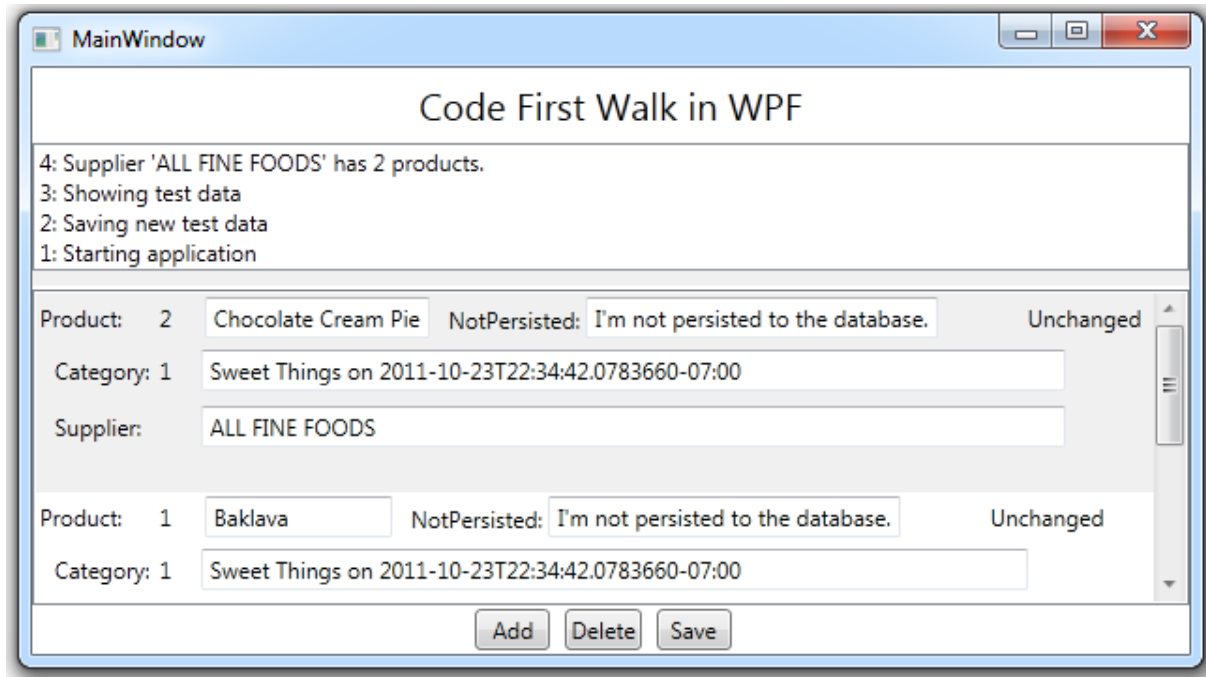 MainWindow
Code First Walk in WPF
4: Supplier 'ALL FINE FOODS' has 2 products.
3: Showing test data
2: Saving new test data
1: Starting application
Product: 2 Chocolate Cream Pie NotPersisted: I'm not persisted to the database. Unchanged
Category: 1 Sweet Things on 2011-10-23T22:34:42.0783660-07:00
Supplier: ALL FINE FOODS
Product: 1 Baklava NotPersisted: I'm not persisted to the database. Unchanged
Category: 1 Sweet Things on 2011-10-23T22:34:42.0783660-07:00
Add Delete Save